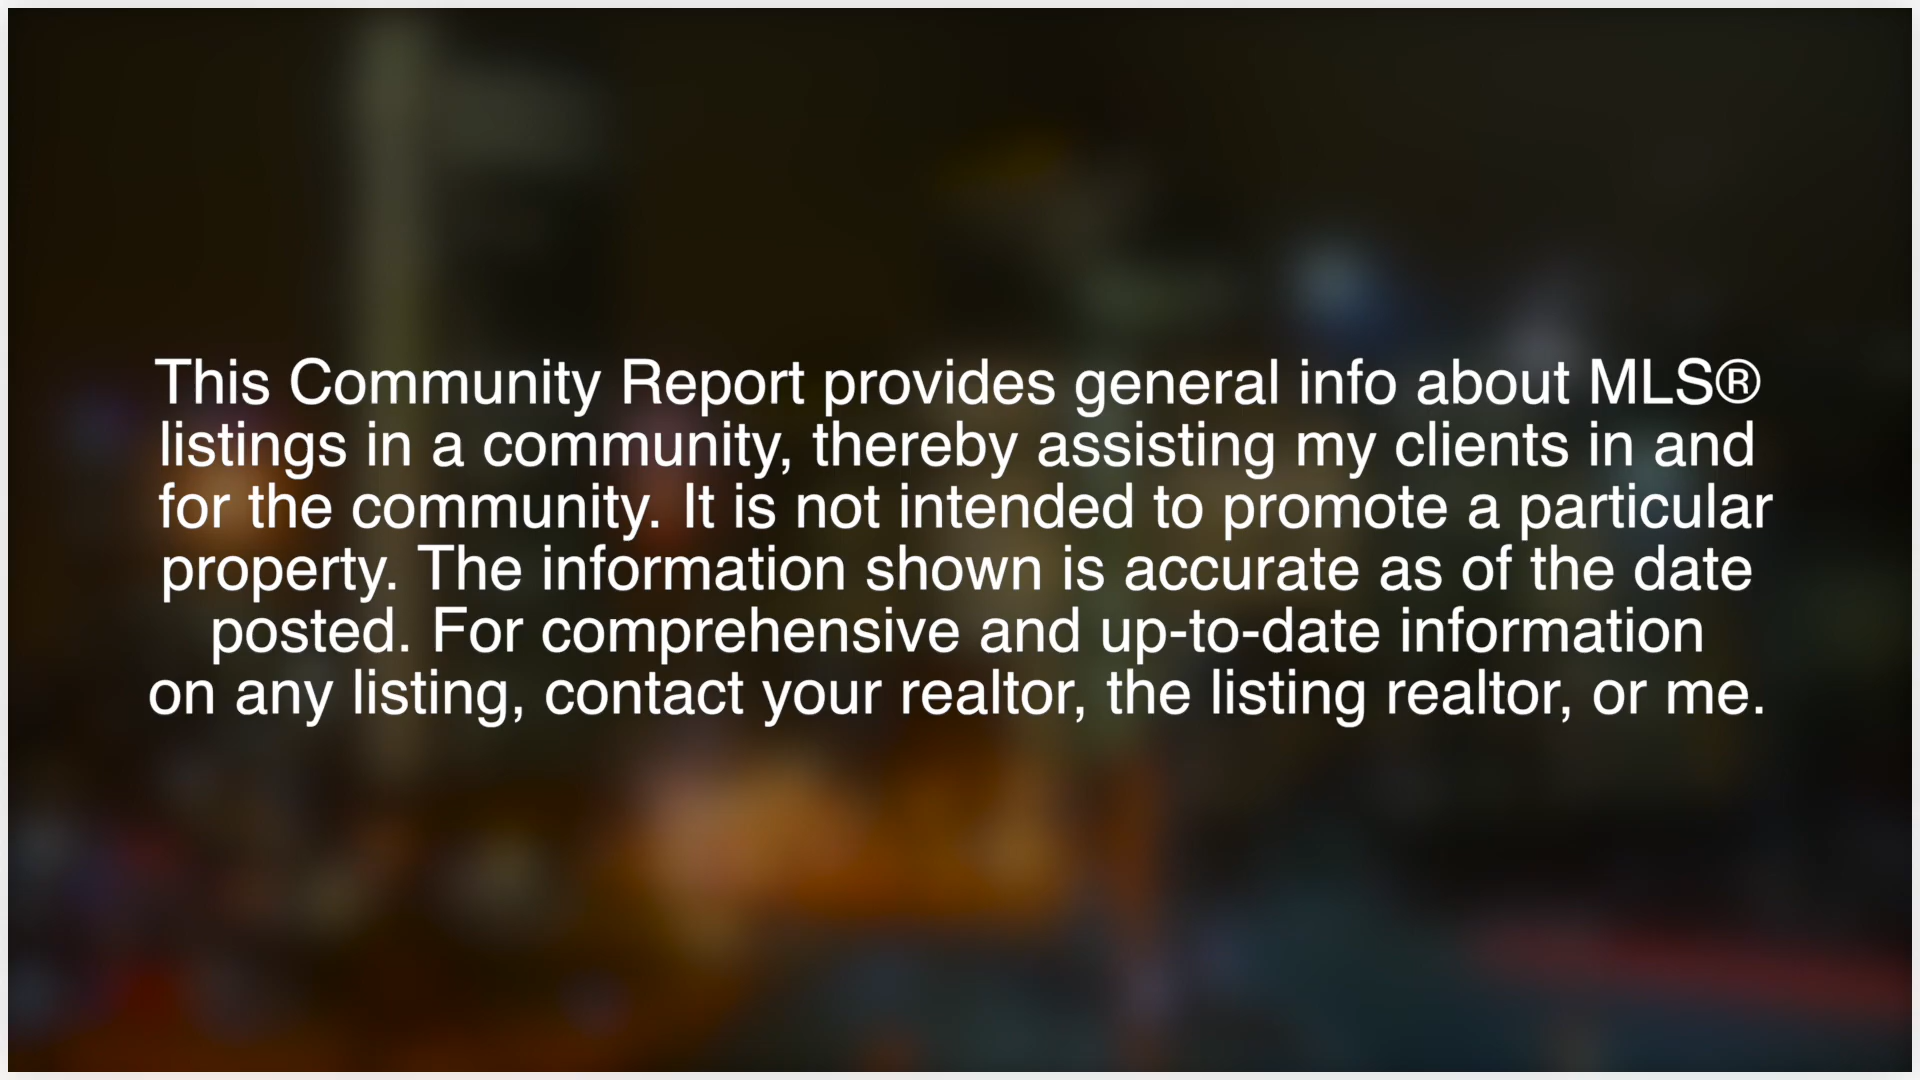 This Community Report provides general info about MLS®
listings in a community, thereby assisting my clients in and
for the community. It is not intended to promote a particular
property. The information shown is accurate as of the date
posted. For comprehensive and up-to-date information
on any listing, contact your realtor, the listing realtor, or me.